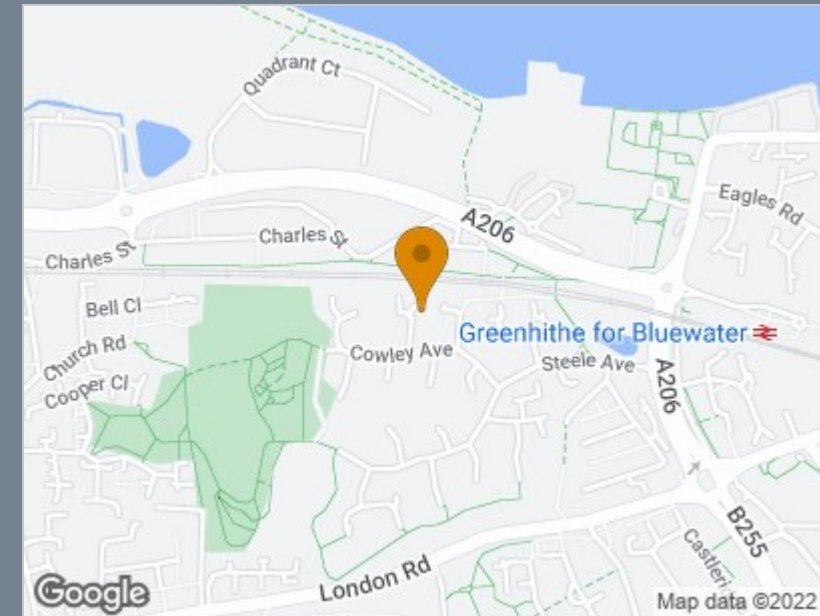 Quadrant Ct
Eagles Rd
A206
Charles St
Charles St
Bell Cl
Greenhithe for Bluewater
Church Rd
Cowley Ave
Steele Ave
Cooper Cl
A206
B255
Castleri
London Rd
Google
Map data ©2022